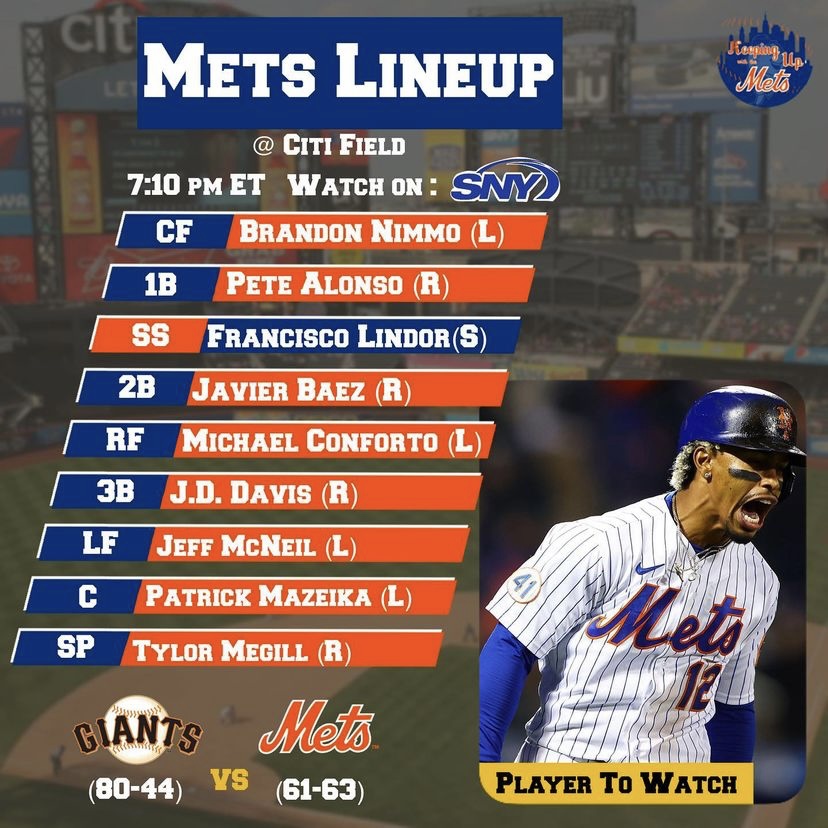 METS LINEUP
Keeping Up
with the
Mets
@ CITI FIELD
7:10 PM ET WATCH ON: SNY
CF BRANDON NIMMO (L)
1B PETE ALONSO (R)
SS FRANCISCO LINDOR(S)
2B JAVIER BAEZ (R)
RF MICHAEL CONFORTO (L)
3B J.D. DAVIS (R)
LF JEFF MCNEIL (L)
C PATRICK MAZEIKA (L)
SP TYLOR MEGILL (R)
41
Mets
12
GIANTS VS Mets
(80-44) (61-63)
PLAYER TO WATCH
citi